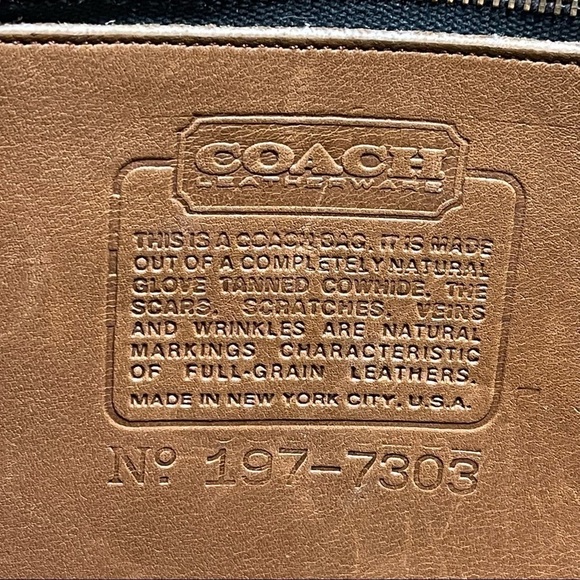 COACH
LEATHERWARE
THIS IS A COACH BAG. IT IS MADE
OUT OF A COMPLETELY NATURAL
GLOVE TANNED COWHIDE. THE
SCARS, SCRATCHES, VEINS
AND WRINKLES ARE NATURAL
MARKINGS CHARACTERISTIC
OF FULL-GRAIN LEATHERS.
MADE IN NEW YORK CITY, U.S.A.
Nº 197-7303